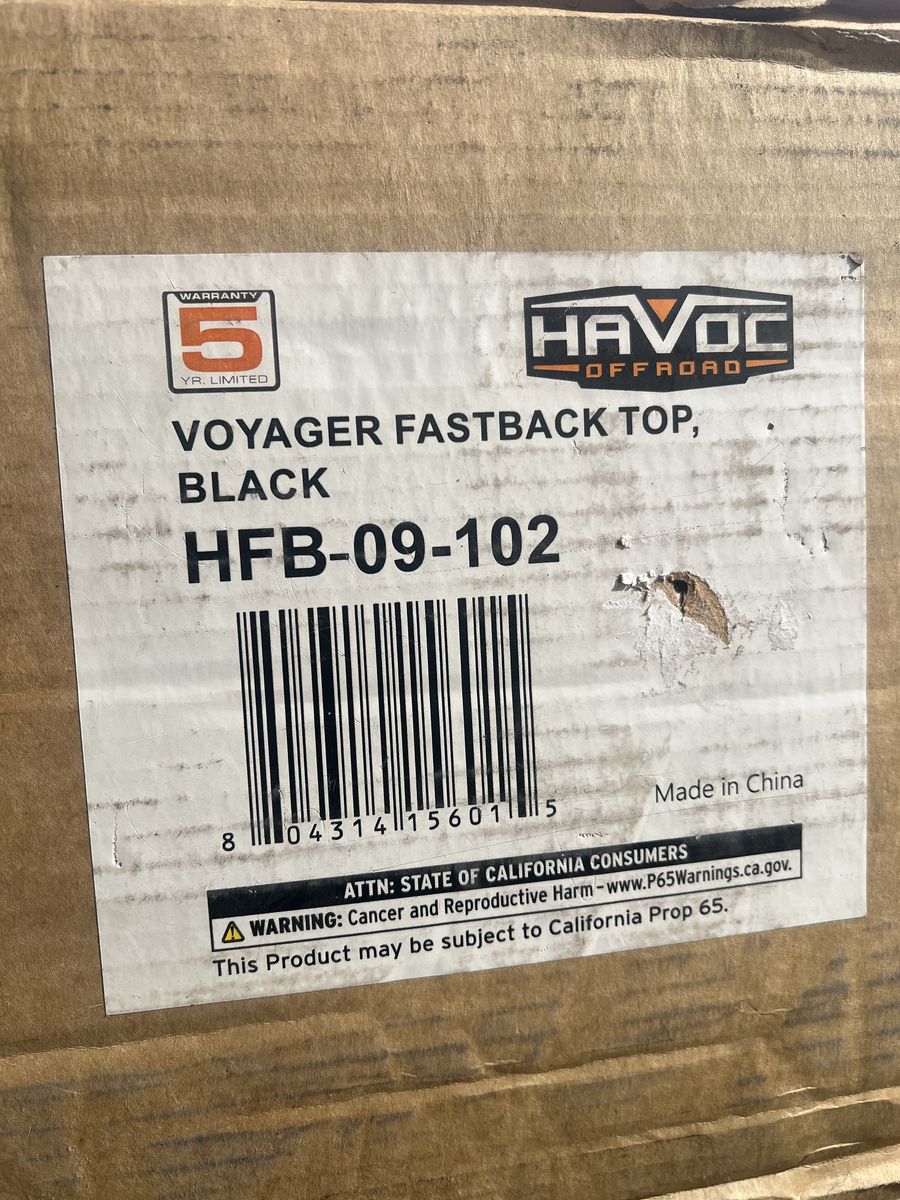 WARRANTY
5
YR. LIMITED
HAVOC
OFFROAD
VOYAGER FASTBACK TOP,
BLACK
HFB-09-102
8 04314 15601 5
Made in China
ATTN: STATE OF CALIFORNIA CONSUMERS
WARNING: Cancer and Reproductive Harm - www.P65Warnings.ca.gov.
This Product may be subject to California Prop 65.